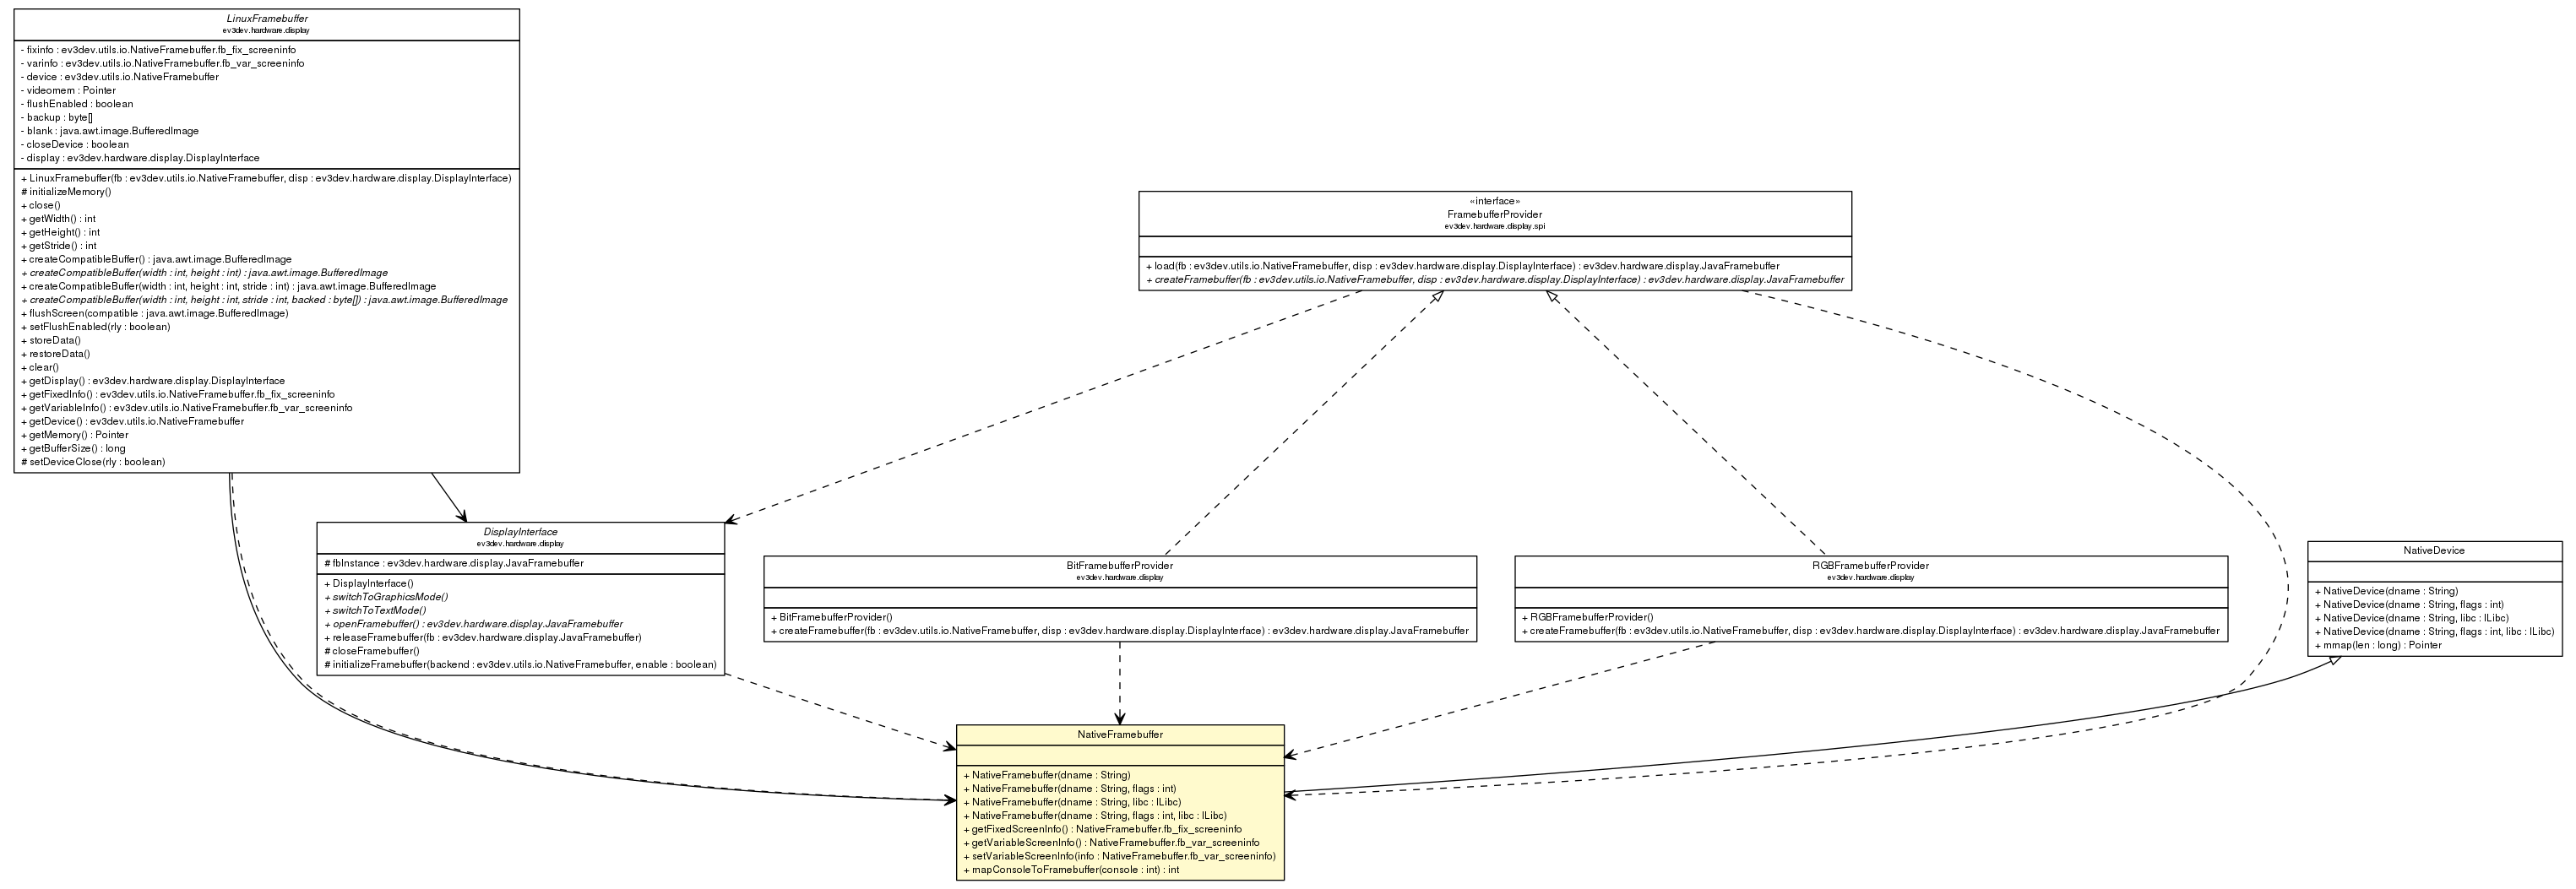 LinuxFramebuffer
ev3dev.hardware.display
- fixinfo : ev3dev.utils.io.NativeFramebuffer.fb_fix_screeninfo
- varinfo : ev3dev.utils.io.NativeFramebuffer.fb_var_screeninfo
- device : ev3dev.utils.io.NativeFramebuffer
- videomem : Pointer
- flushEnabled : boolean
- backup : byte[]
- blank : java.awt.image.BufferedImage
- closeDevice : boolean
- display : ev3dev.hardware.display.DisplayInterface
+ LinuxFramebuffer(fb : ev3dev.utils.io.NativeFramebuffer, disp : ev3dev.hardware.display.DisplayInterface)
# initializeMemory()
+ close()
+ getWidth() : int
+ getHeight() : int
+ getStride() : int
+ createCompatibleBuffer() : java.awt.image.BufferedImage
+ createCompatibleBuffer(width : int, height : int) : java.awt.image.BufferedImage
+ createCompatibleBuffer(width : int, height : int, stride : int) : java.awt.image.BufferedImage
+ createCompatibleBuffer(width : int, height : int, stride : int, backed : byte[]) : java.awt.image.BufferedImage
+ flushScreen(compatible : java.awt.image.BufferedImage)
+ setFlushEnabled(rly : boolean)
+ storeData()
+ restoreData()
+ clear()
+ getDisplay() : ev3dev.hardware.display.DisplayInterface
+ getFixedInfo() : ev3dev.utils.io.NativeFramebuffer.fb_fix_screeninfo
+ getVariableInfo() : ev3dev.utils.io.NativeFramebuffer.fb_var_screeninfo
+ getDevice() : ev3dev.utils.io.NativeFramebuffer
+ getMemory() : Pointer
+ getBufferSize() : long
# setDeviceClose(rly : boolean)
«interface»
FramebufferProvider
ev3dev.hardware.display.spi
+ load(fb : ev3dev.utils.io.NativeFramebuffer, disp : ev3dev.hardware.display.DisplayInterface) : ev3dev.hardware.display.JavaFramebuffer
+ createFramebuffer(fb : ev3dev.utils.io.NativeFramebuffer, disp : ev3dev.hardware.display.DisplayInterface) : ev3dev.hardware.display.JavaFramebuffer
DisplayInterface
ev3dev.hardware.display
# fbInstance : ev3dev.hardware.display.JavaFramebuffer
+ DisplayInterface()
+ switchToGraphicsMode()
+ switchToTextMode()
+ openFramebuffer() : ev3dev.hardware.display.JavaFramebuffer
+ releaseFramebuffer(fb : ev3dev.hardware.display.JavaFramebuffer)
# closeFramebuffer()
# initializeFramebuffer(backend : ev3dev.utils.io.NativeFramebuffer, enable : boolean)
BitFramebufferProvider
ev3dev.hardware.display
+ BitFramebufferProvider()
+ createFramebuffer(fb : ev3dev.utils.io.NativeFramebuffer, disp : ev3dev.hardware.display.DisplayInterface) : ev3dev.hardware.display.JavaFramebuffer
RGBFramebufferProvider
ev3dev.hardware.display
+ RGBFramebufferProvider()
+ createFramebuffer(fb : ev3dev.utils.io.NativeFramebuffer, disp : ev3dev.hardware.display.DisplayInterface) : ev3dev.hardware.display.JavaFramebuffer
NativeDevice
+ NativeDevice(dname : String)
+ NativeDevice(dname : String, flags : int)
+ NativeDevice(dname : String, libc : ILibc)
+ NativeDevice(dname : String, flags : int, libc : ILibc)
+ mmap(len : long) : Pointer
NativeFramebuffer
+ NativeFramebuffer(dname : String)
+ NativeFramebuffer(dname : String, flags : int)
+ NativeFramebuffer(dname : String, libc : ILibc)
+ NativeFramebuffer(dname : String, flags : int, libc : ILibc)
+ getFixedScreenInfo() : NativeFramebuffer.fb_fix_screeninfo
+ getVariableScreenInfo() : NativeFramebuffer.fb_var_screeninfo
+ setVariableScreenInfo(info : NativeFramebuffer.fb_var_screeninfo)
+ mapConsoleToFramebuffer(console : int) : int